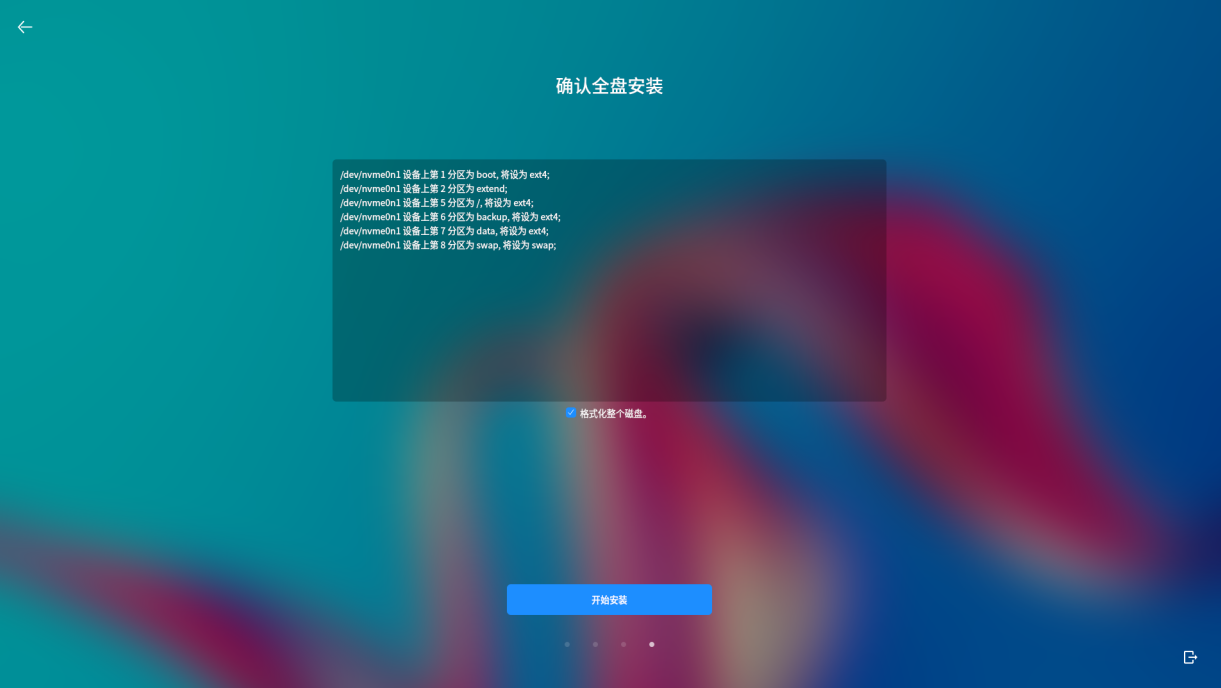 确认全盘安装
/dev/nvme0n1 设备上第 1 分区为 boot, 将设为 ext4;
/dev/nvme0n1 设备上第 2 分区为 extend;
/dev/nvme0n1 设备上第 5 分区为 /, 将设为 ext4;
/dev/nvme0n1 设备上第 6 分区为 backup, 将设为 ext4;
/dev/nvme0n1 设备上第 7 分区为 data, 将设为 ext4;
/dev/nvme0n1 设备上第 8 分区为 swap, 将设为 swap;
格式化整个磁盘。
开始安装